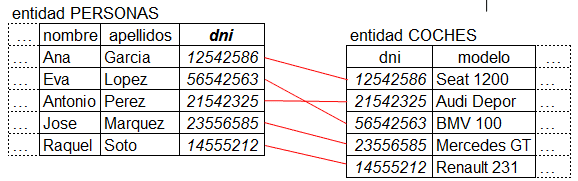 entidad PERSONAS
... nombre apellidos dni
... Ana Garcia 12542586
... Eva Lopez 56542563
... Antonio Perez 21542325
... Jose Marquez 23556585
... Raquel Soto 14555212
entidad COCHES
dni modelo ...
12542586 Seat 1200 ...
21542325 Audi Depor ...
56542563 BMV 100 ...
23556585 Mercedes GT ...
14555212 Renault 231 ...